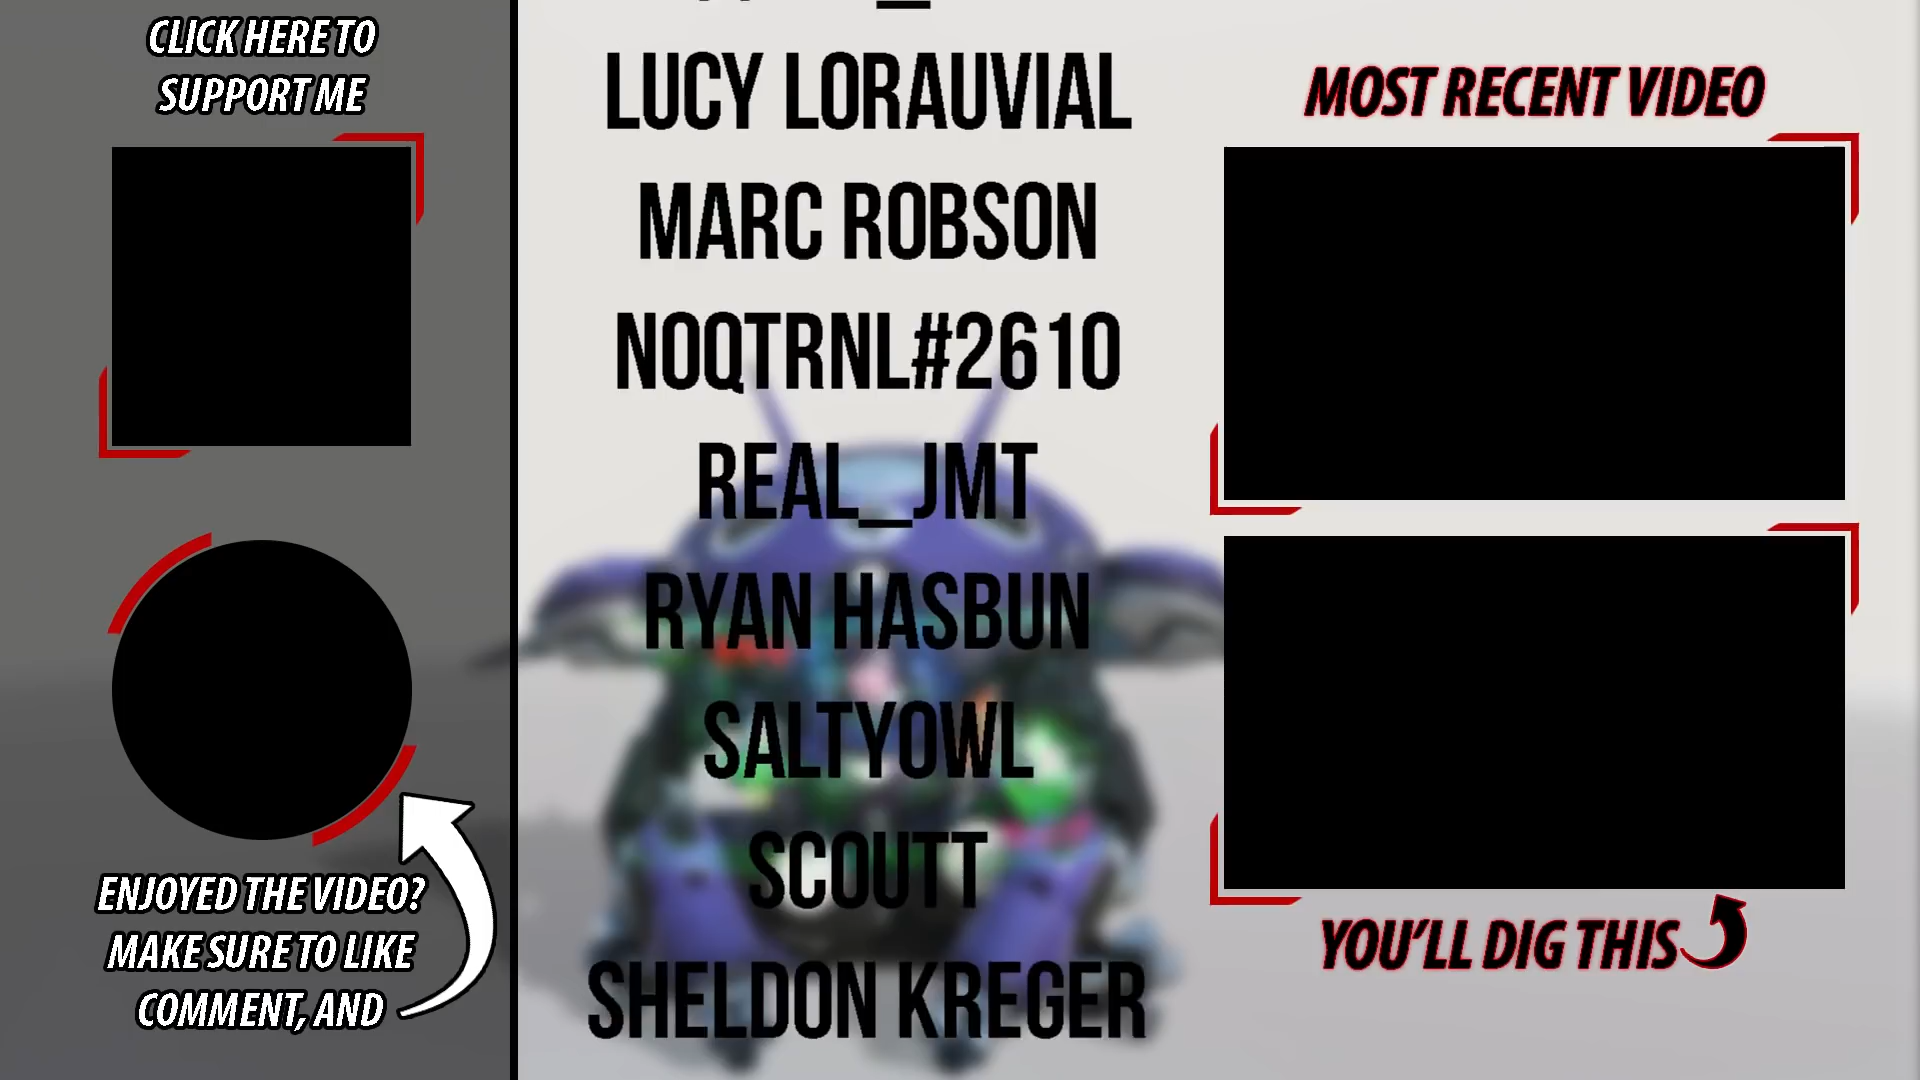 CLICK HERE TO
SUPPORT ME
ENJOYED THE VIDEO?
MAKE SURE TO LIKE
COMMENT, AND
LUCY LORAUVIAL
MARC ROBSON
NOQTRNL#2610
REAL_JMT
RYAN HASBUN
SALTYOWL
SCOUTT
SHELDON KREGER
MOST RECENT VIDEO
YOU'LL DIG THIS